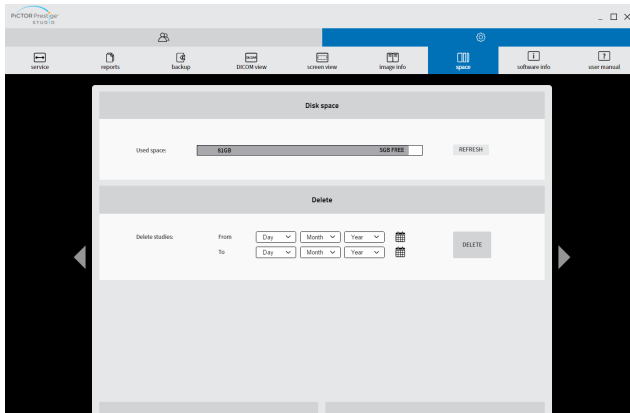 PiCTOR Prestige
STUDIO
service
reports
backup
DICOM
DICOM view
screen view
image info
space
i
software info
?
user manual
Disk space
Used space:
61GB
5GB FREE
REFRESH
Delete
Delete studies:
From
Day
Month
Year
DELETE
To
Day
Month
Year